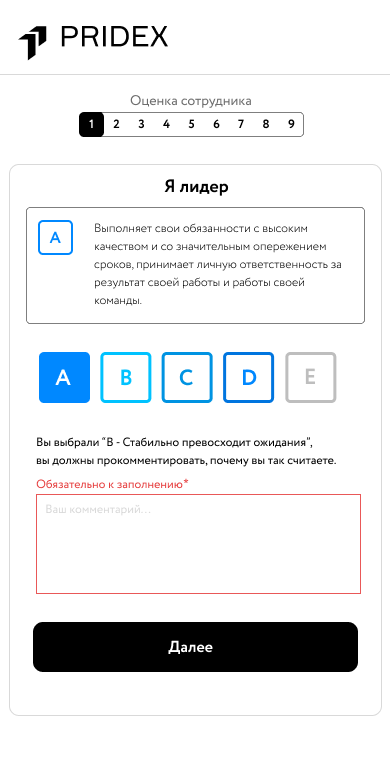 PRIDEX
Оценка сотрудника
1 2 3 4 5 6 7 8 9
Я лидер
A
Выполняет свои обязанности с высоким
качеством и со значительным опережением
сроков, принимает личную ответственность за
результат своей работы и работы своей
команды.
A B C D E
Вы выбрали "B - Стабильно превосходит ожидания",
вы должны прокомментировать, почему вы так считаете.
Обязательно к заполнению*
Ваш комментарий...
Далее